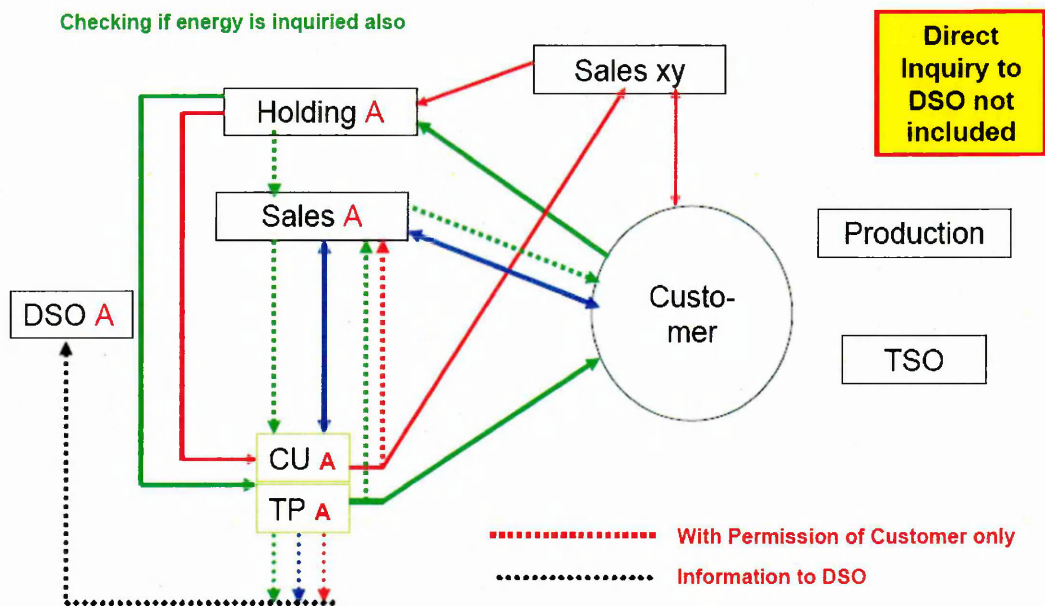 Checking if energy is inquiried also
Direct
Inquiry to
DSO not
included
Sales xy
Holding A
Sales A
Production
DSO A
Custo-
mer
TSO
CU A
TP A
With Permission of Customer only
Information to DSO